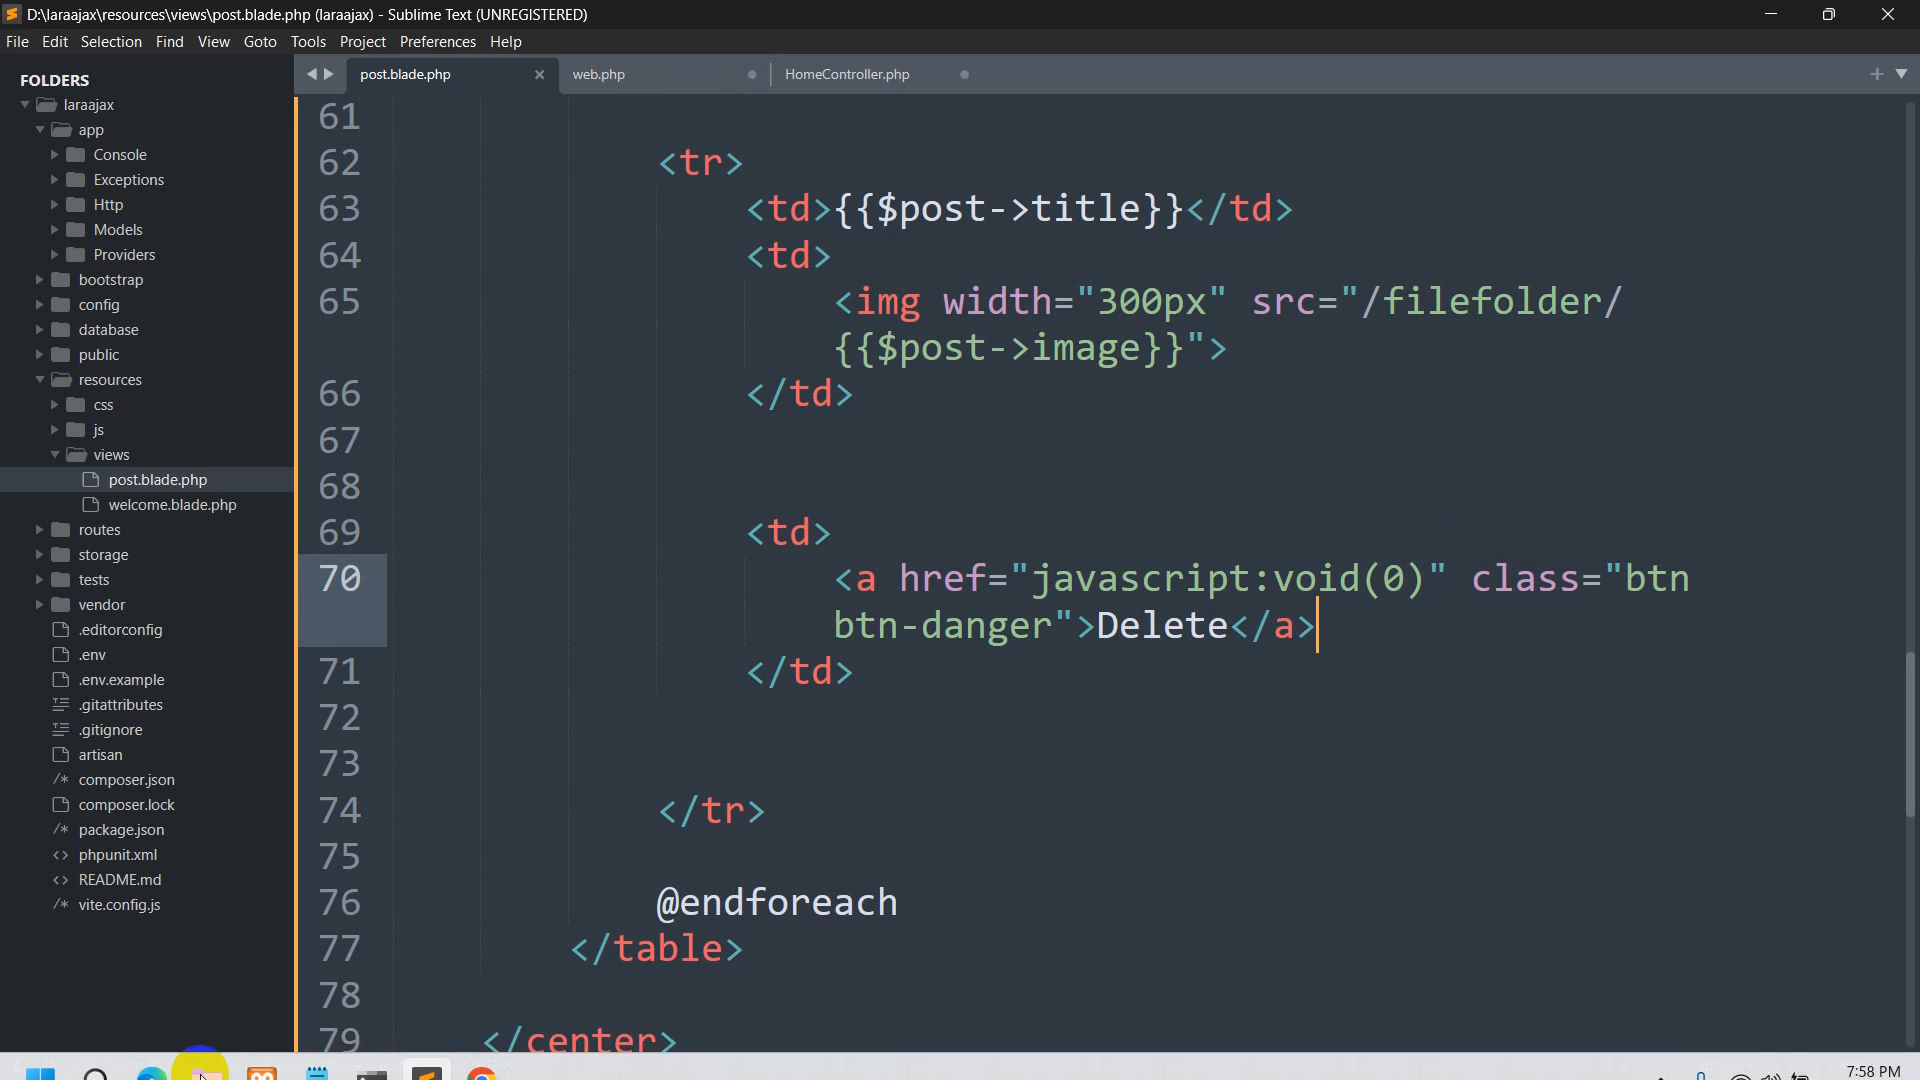 D:\laraajax\resources\views\post.blade.php (laraajax) - Sublime Text (UNREGISTERED)
File Edit Selection Find View Goto Tools Project Preferences Help
FOLDERS
laraajax
app
Console
Exceptions
Http
Models
Providers
bootstrap
config
database
public
resources
css
js
views
post.blade.php
welcome.blade.php
routes
storage
tests
vendor
.editorconfig
.env
.env.example
.gitattributes
.gitignore
artisan
/* composer.json
composer.lock
/* package.json
<> phpunit.xml
<> README.md
/* vite.config.js
post.blade.php × web.php HomeController.php
61
62 <tr>
63 <td>{{$post->title}}</td>
64 <td>
65 <img width="300px" src="/filefolder/
{{$post->image}}">
66 </td>
67
68
69 <td>
70 <a href="javascript:void(0)" class="btn
btn-danger">Delete</a>
71 </td>
72
73
74 </tr>
75
76 @endforeach
77 </table>
78
79 </center>
7:58 PM